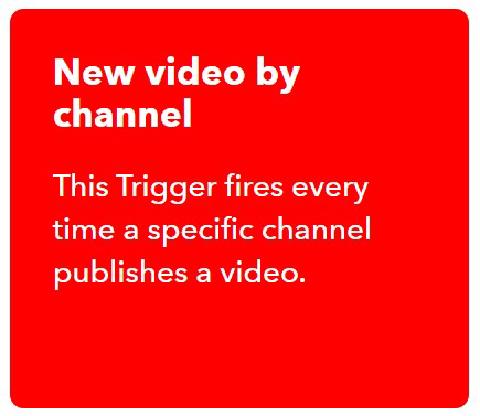 New video by
channel
This Trigger fires every
time a specific channel
publishes a video.